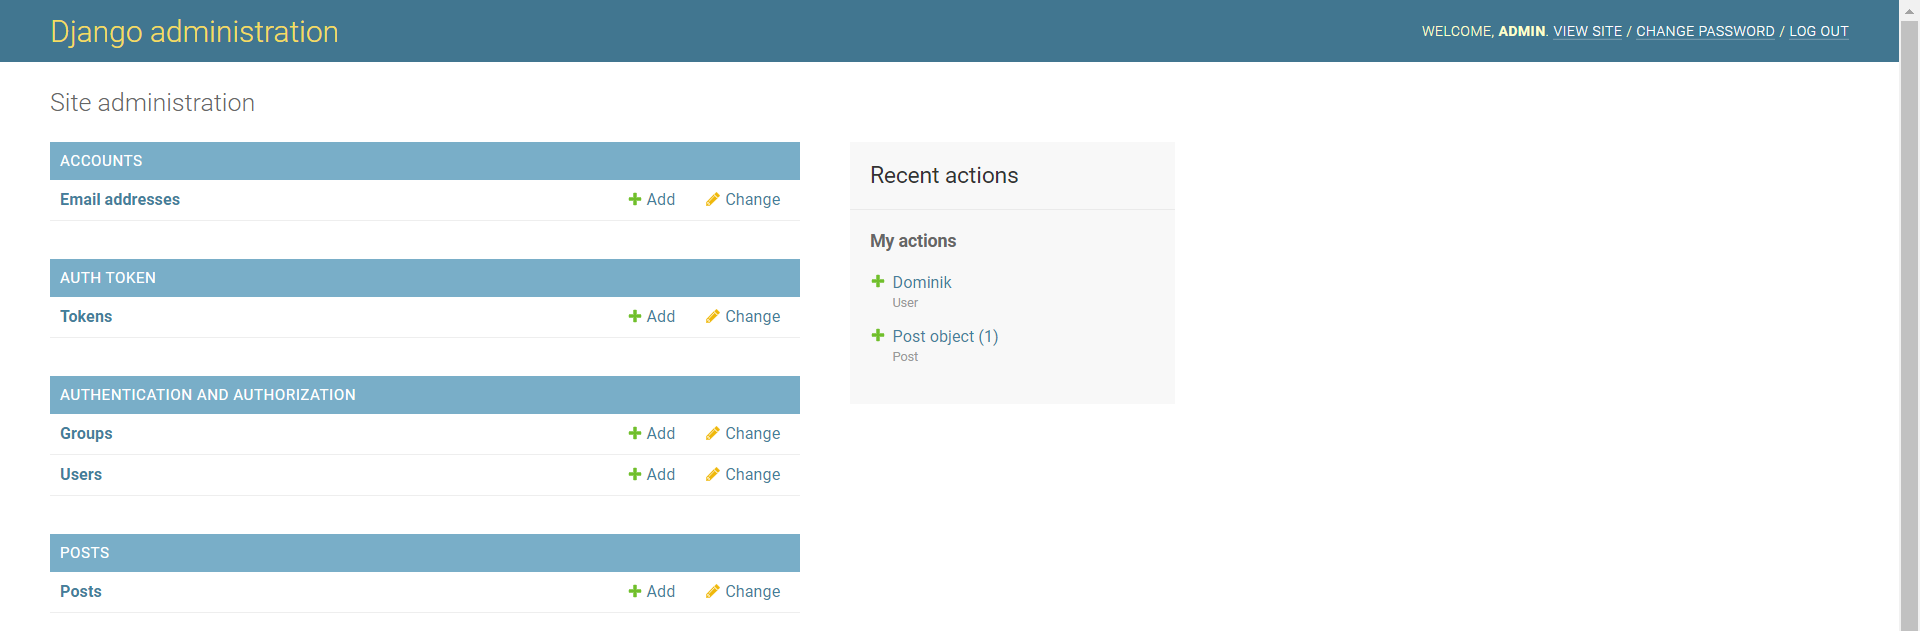 Django administration
WELCOME, ADMIN. VIEW SITE / CHANGE PASSWORD / LOG OUT
Site administration
ACCOUNTS
Email addresses Add Change
AUTH TOKEN
Tokens Add Change
AUTHENTICATION AND AUTHORIZATION
Groups Add Change
Users Add Change
POSTS
Posts Add Change
Recent actions
My actions
Dominik
User
Post object (1)
Post